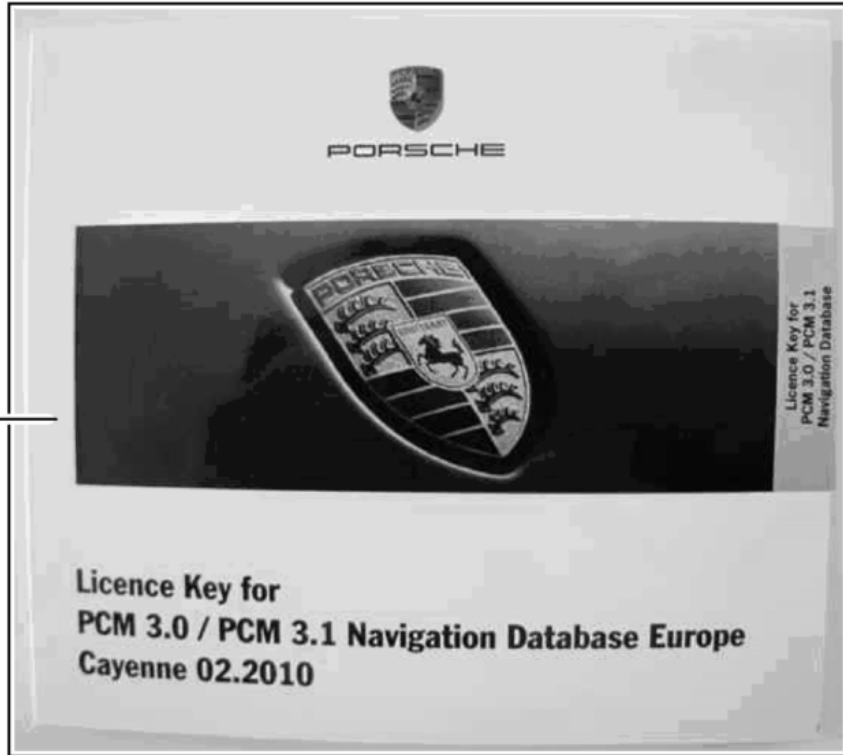 PORSCHE
PORSCHE
STUTTGART
Licence Key for
PCM 3.0 / PCM 3.1
Navigation Database
Licence Key for
PCM 3.0 / PCM 3.1 Navigation Database Europe
Cayenne 02.2010